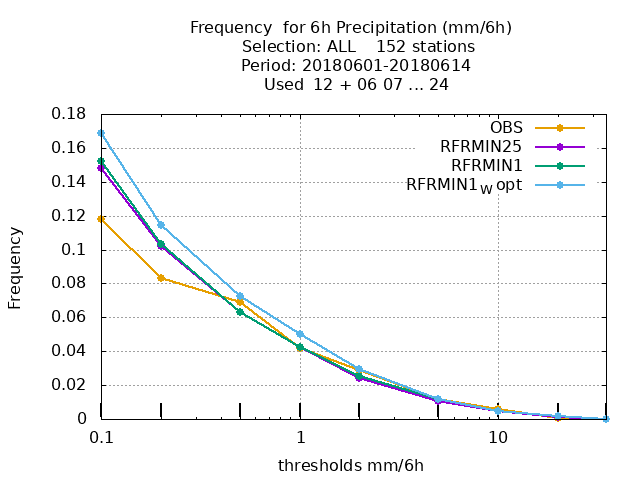 Frequency  for 6h Precipitation (mm/6h)
Selection: ALL    152 stations
Period: 20180601-20180614
Used  12 + 06 07 ... 24
0.18
0.16
0.14
0.12
0.1
0.08
0.06
0.04
0.02
0
Frequency
OBS
RFRMIN25
RFRMIN1
RFRMIN1W opt
0.1 1 10
thresholds mm/6h